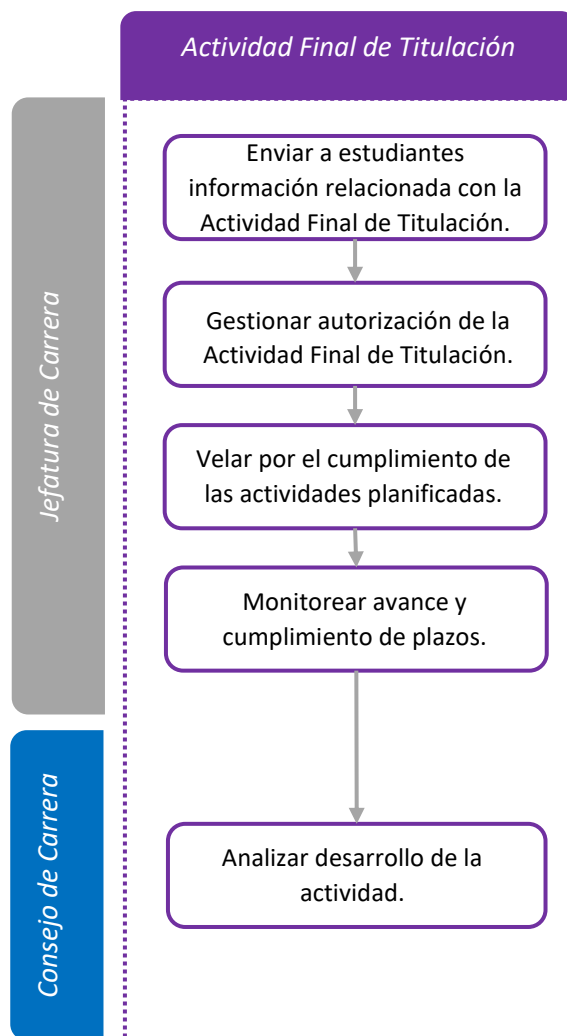 Actividad Final de Titulación
Jefatura de Carrera
Enviar a estudiantes
información relacionada con la
Actividad Final de Titulación.
Gestionar autorización de la
Actividad Final de Titulación.
Velar por el cumplimiento de
las actividades planificadas.
Monitorear avance y
cumplimiento de plazos.
Consejo de Carrera
Analizar desarrollo de la
actividad.